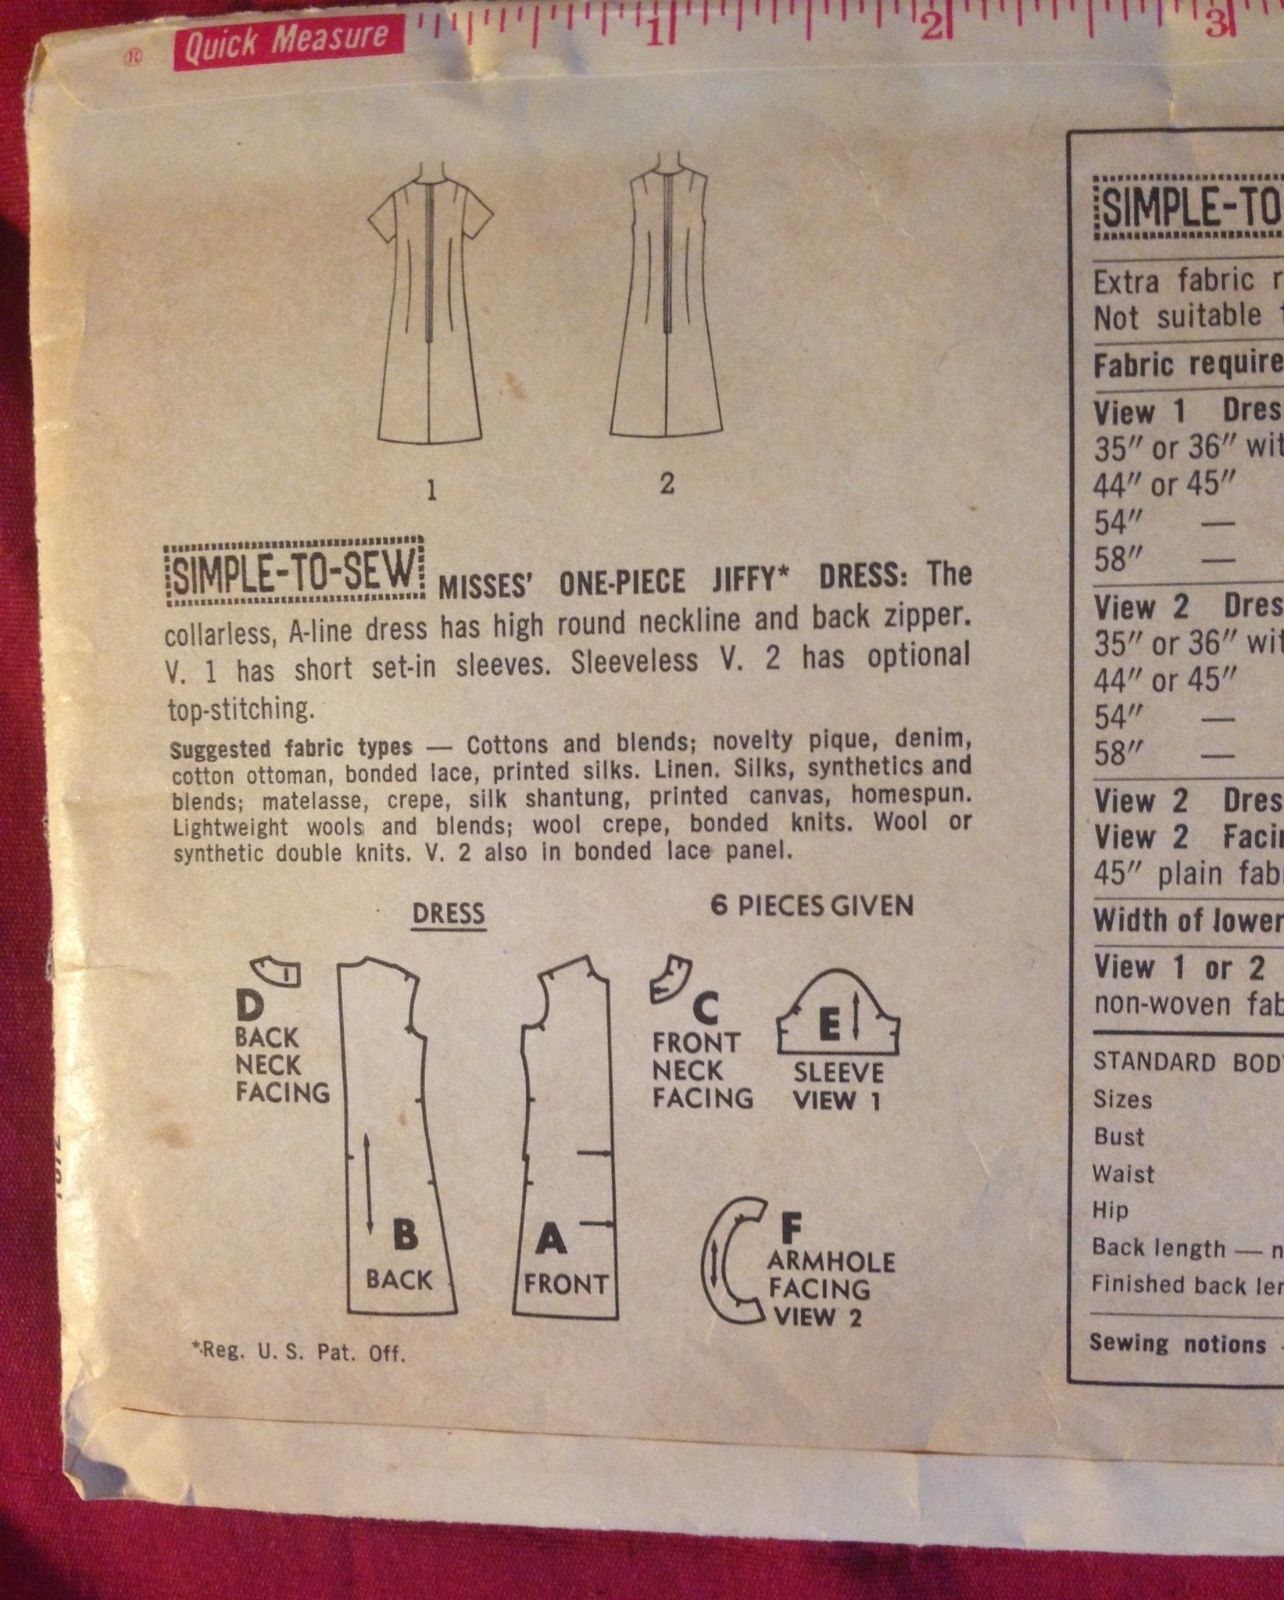 ® Quick Measure
1 2 3
1 2
SIMPLE-TO-SEW MISSES' ONE-PIECE JIFFY* DRESS: The
collarless, A-line dress has high round neckline and back zipper.
V. 1 has short set-in sleeves. Sleeveless V. 2 has optional
top-stitching.
Suggested fabric types — Cottons and blends; novelty pique, denim,
cotton ottoman, bonded lace, printed silks. Linen. Silks, synthetics and
blends; matelasse, crepe, silk shantung, printed canvas, homespun.
Lightweight wools and blends; wool crepe, bonded knits. Wool or
synthetic double knits. V. 2 also in bonded lace panel.
DRESS 6 PIECES GIVEN
D
BACK
NECK
FACING
B
BACK
A
FRONT
C
FRONT
NECK
FACING
E
SLEEVE
VIEW 1
F
ARMHOLE
FACING
VIEW 2
*Reg. U. S. Pat. Off.
SIMPLE-TO
Extra fabric r
Not suitable
Fabric require
View 1 Dres
35" or 36" wit
44" or 45"
54" —
58" —
View 2 Dres
35" or 36" wit
44" or 45"
54" —
58" —
View 2 Dres
View 2 Facin
45" plain fab
Width of lower
View 1 or 2
non-woven fab
STANDARD BOD
Sizes
Bust
Waist
Hip
Back length — n
Finished back len
Sewing notions -